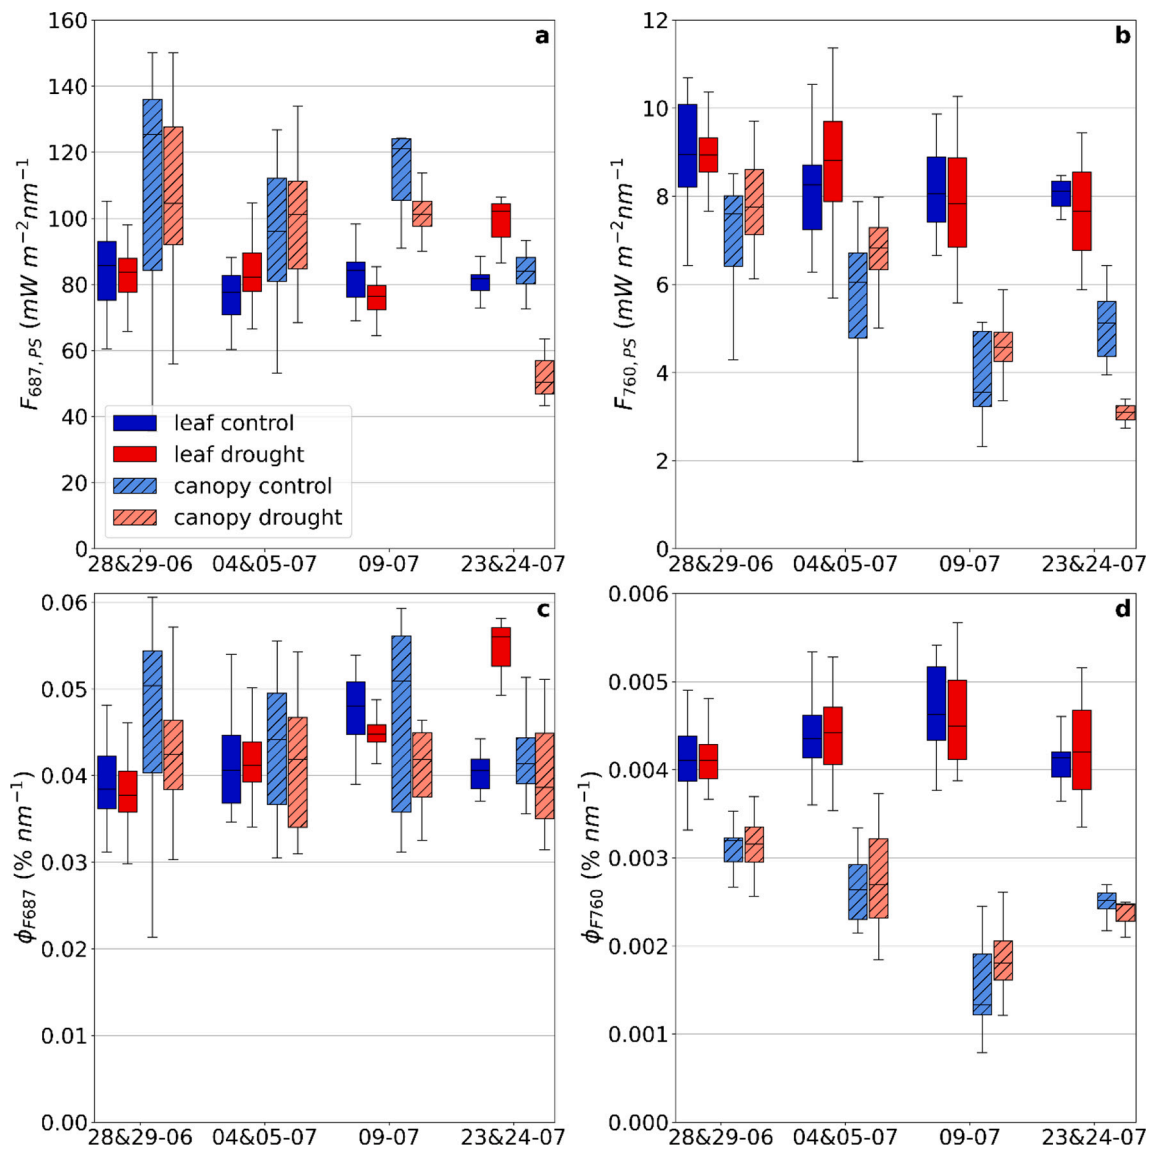 a
F687,PS (mW m−2nm−1)
160
140
120
100
80
60
40
20
0
leaf control
leaf drought
canopy control
canopy drought
28&29-06 04&05-07 09-07 23&24-07
b
F760,PS (mW m−2nm−1)
12
10
8
6
4
2
0
28&29-06 04&05-07 09-07 23&24-07
c
ϕF687 (% nm−1)
0.06
0.05
0.04
0.03
0.02
0.01
0.00
28&29-06 04&05-07 09-07 23&24-07
d
ϕF760 (% nm−1)
0.006
0.005
0.004
0.003
0.002
0.001
0.000
28&29-06 04&05-07 09-07 23&24-07